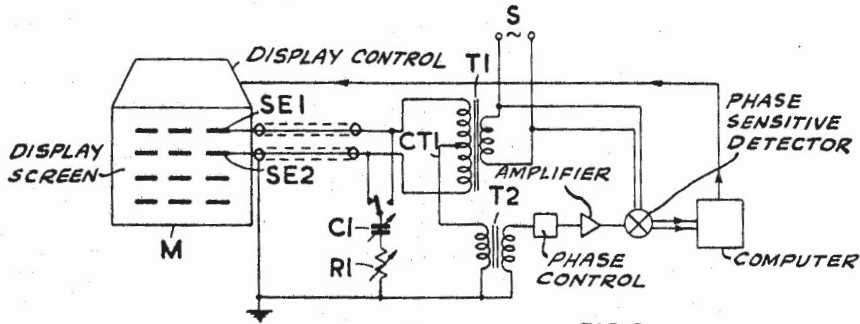 S
~
DISPLAY CONTROL
T1
PHASE
SENSITIVE
DETECTOR
SE1
CT1
DISPLAY
SCREEN
SE2
AMPLIFIER
T2
C1
M
R1
PHASE
CONTROL
COMPUTER